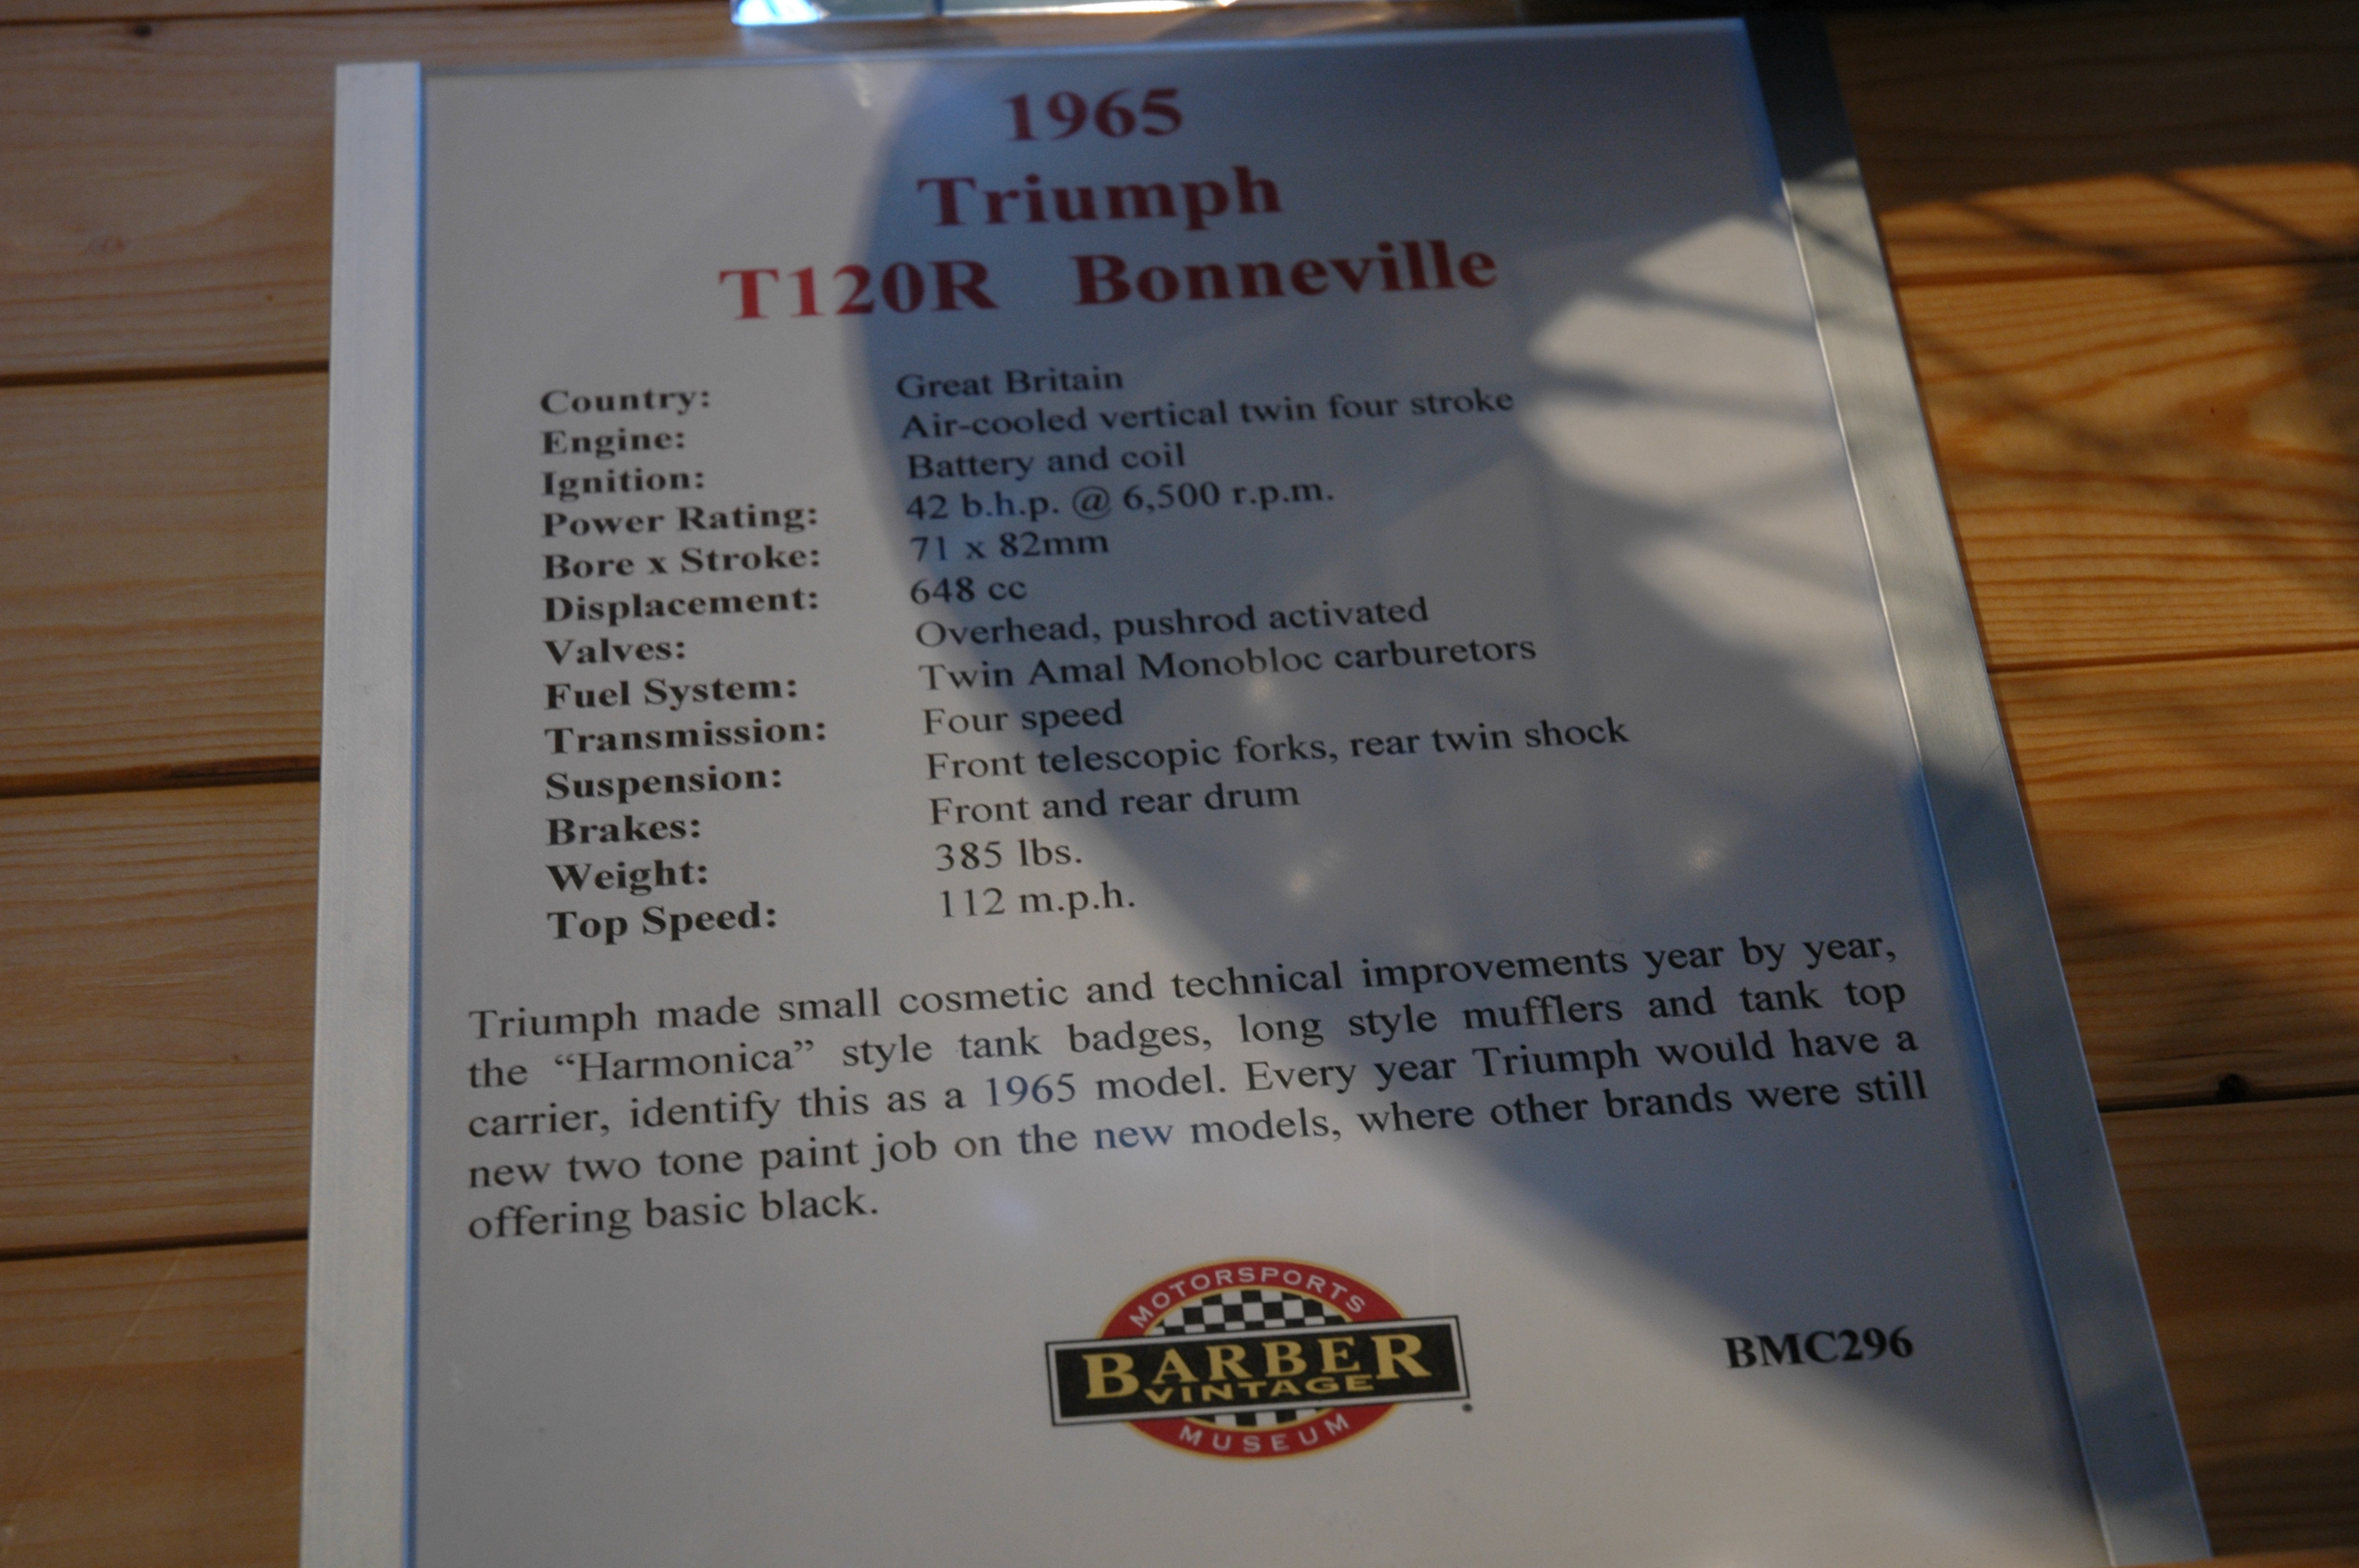 1965
Triumph
T120R Bonneville
Country: Great Britain
Engine: Air-cooled vertical twin four stroke
Ignition: Battery and coil
Power Rating: 42 b.h.p. @ 6,500 r.p.m.
Bore x Stroke: 71 x 82mm
Displacement: 648 cc
Valves: Overhead, pushrod activated
Fuel System: Twin Amal Monobloc carburetors
Transmission: Four speed
Suspension: Front telescopic forks, rear twin shock
Brakes: Front and rear drum
Weight: 385 lbs.
Top Speed: 112 m.p.h.
Triumph made small cosmetic and technical improvements year by year,
the “Harmonica” style tank badges, long style mufflers and tank top
carrier, identify this as a 1965 model. Every year Triumph would have a
new two tone paint job on the new models, where other brands were still
offering basic black.
MOTORSPORTS
BARBER
VINTAGE
MUSEUM
BMC296